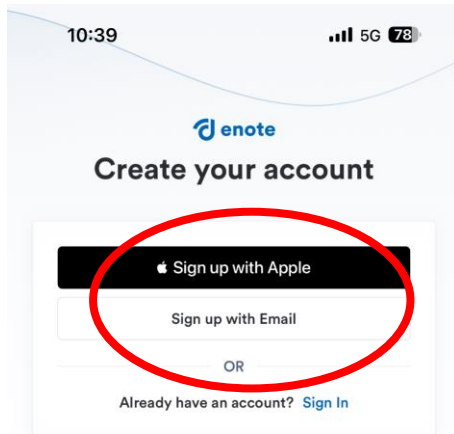 10:39 5G 78
enote
Create your account
Sign up with Apple
Sign up with Email
OR
Already have an account? Sign In